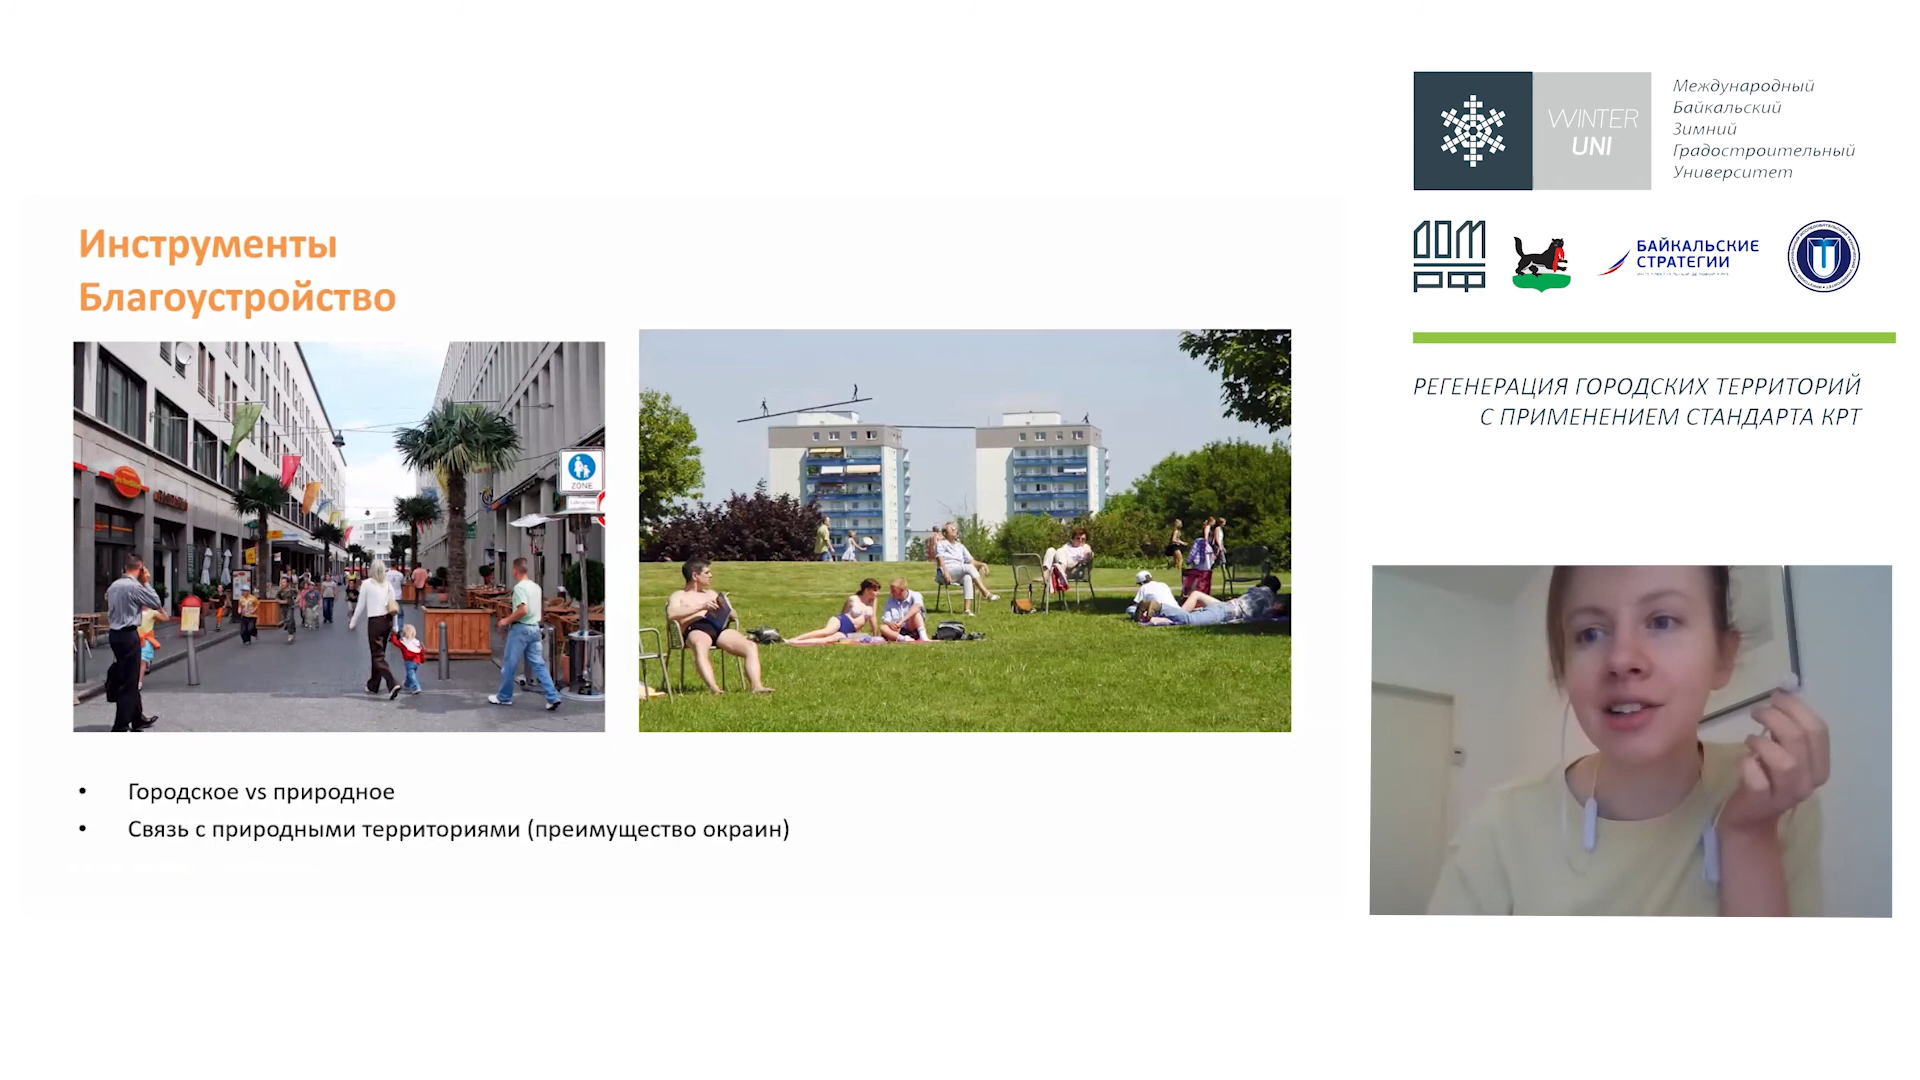 Инструменты
Благоустройство
ZONE
• Городское vs природное
• Связь с природными территориями (преимущество окраин)
WINTER
UNI
Международный
Байкальский
Зимний
Градостроительный
Университет
ДОМ
РФ
БАЙКАЛЬСКИЕ
СТРАТЕГИИ
РЕГЕНЕРАЦИЯ ГОРОДСКИХ ТЕРРИТОРИЙ
С ПРИМЕНЕНИЕМ СТАНДАРТА КРТ